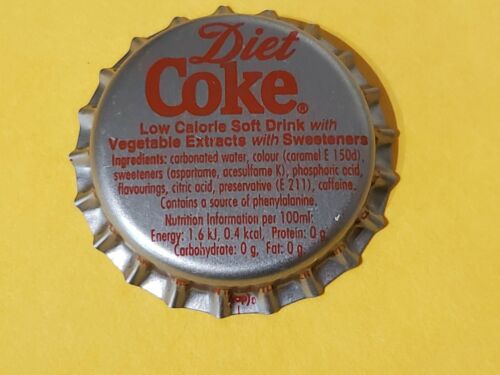 Diet
Coke®
Low Calorie Soft Drink with
Vegetable Extracts with Sweeteners
Ingredients: carbonated water, colour (caramel E 150d),
sweeteners (aspartame, acesulfame K), phosphoric acid,
flavourings, citric acid, preservative (E 211), caffeine.
Contains a source of phenylalanine.
Nutrition Information per 100ml:
Energy: 1.6 kJ, 0.4 kcal, Protein: 0 g
Carbohydrate: 0 g, Fat: 0 g